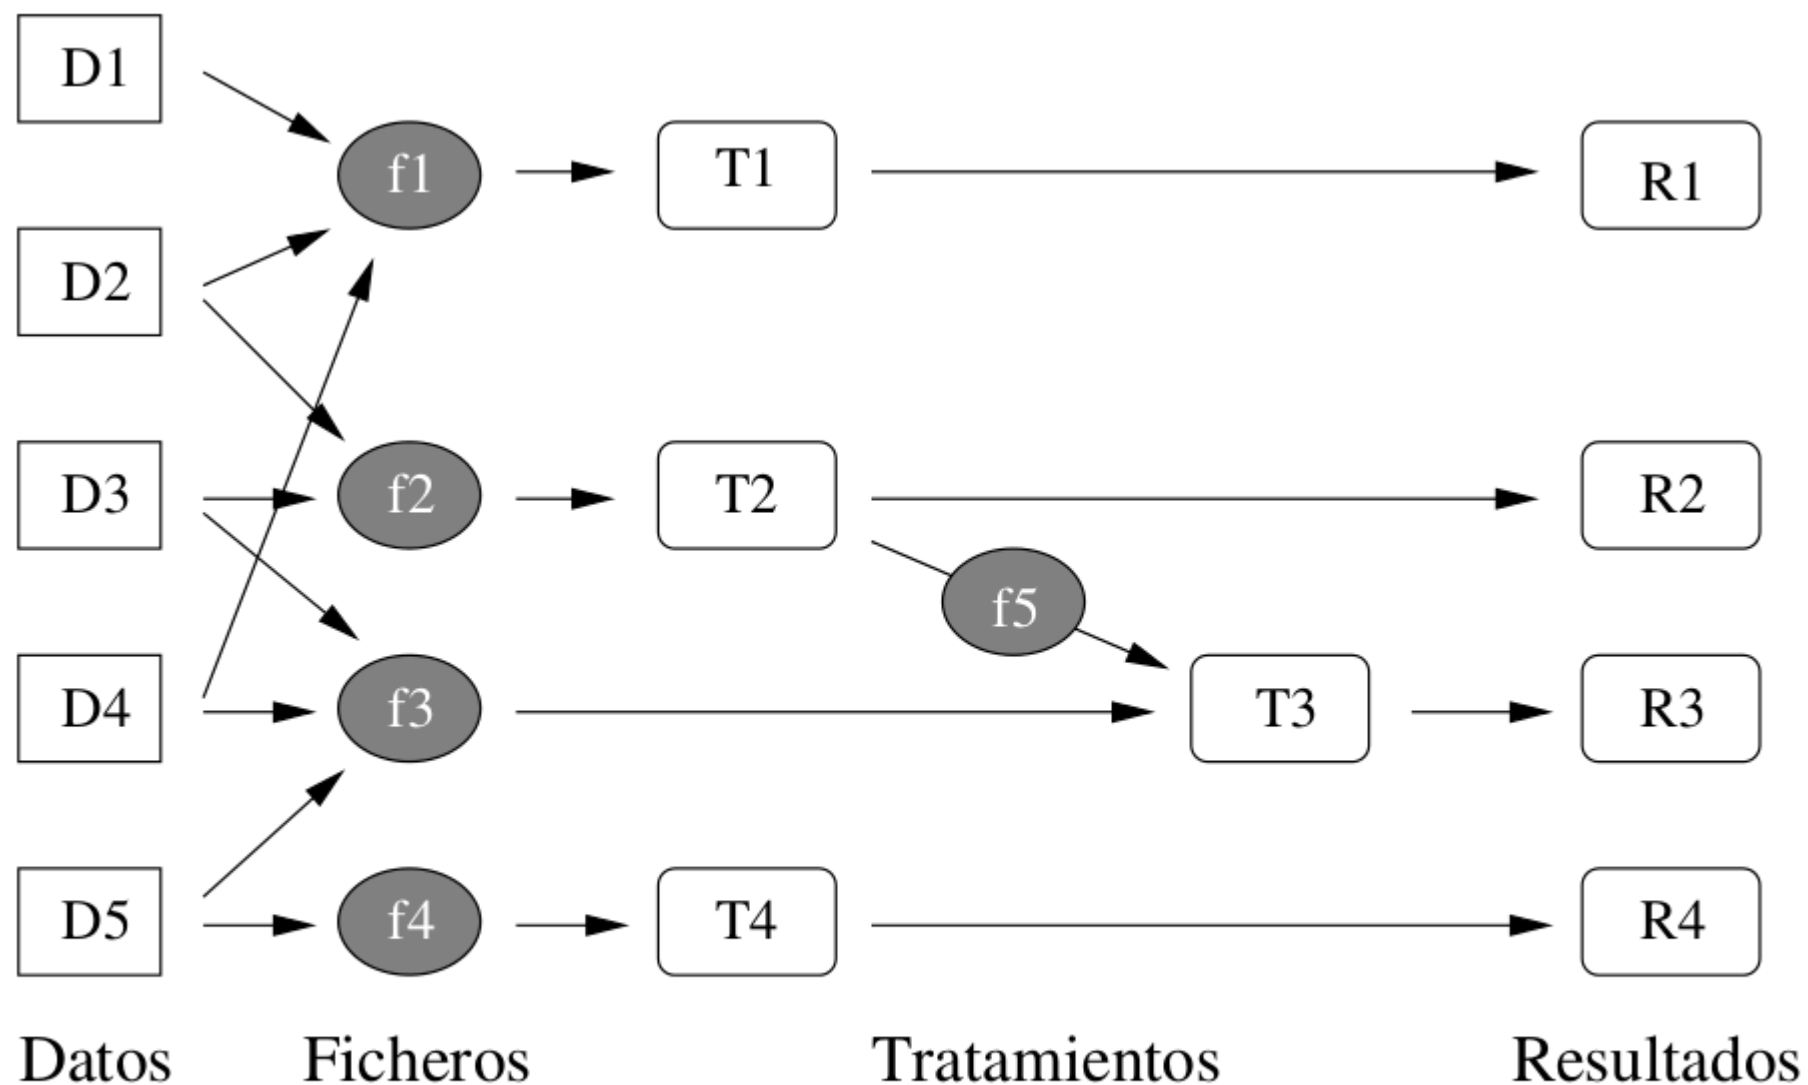 D1
f1
T1
R1
D2
D3
f2
T2
R2
f5
D4
f3
T3
R3
D5
f4
T4
R4
Datos
Ficheros
Tratamientos
Resultados